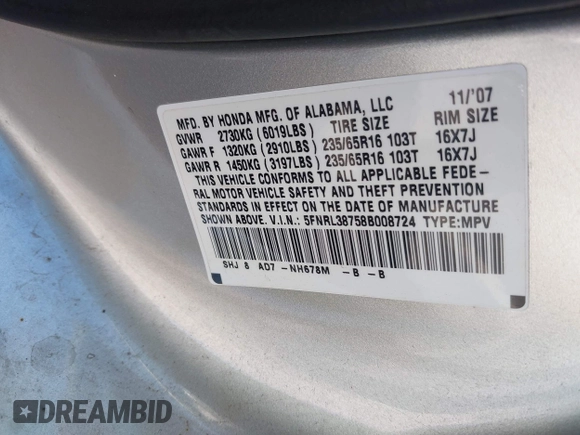 MFD. BY HONDA MFG. OF ALABAMA, LLC 11/'07
GVWR 2730KG (6019LBS) TIRE SIZE RIM SIZE
GAWR F 1320KG (2910LBS) 235/65R16 103T 16X7J
GAWR R 1450KG (3197LBS) 235/65R16 103T 16X7J
THIS VEHICLE CONFORMS TO ALL APPLICABLE FEDE-
RAL MOTOR VEHICLE SAFETY AND THEFT PREVENTION
STANDARDS IN EFFECT ON THE DATE OF MANUFACTURE
SHOWN ABOVE. V.I.N.: 5FNRL38758B008724 TYPE:MPV
SHJ 8 AD7 -NH678M -B -B
DREAMBID